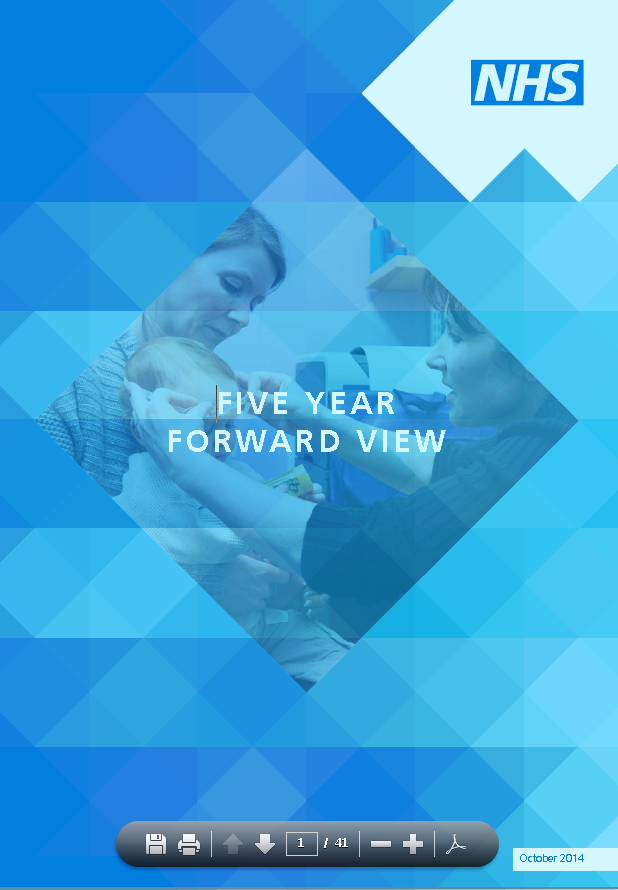 NHS
FIVE YEAR
FORWARD VIEW
1 / 41
October 2014